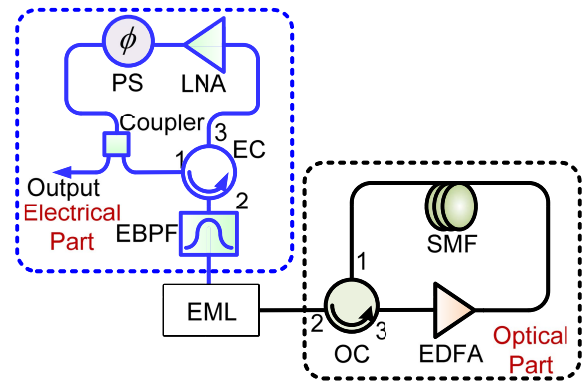 ϕ
PS
LNA
Coupler
3
1
EC
Output
2
Electrical
Part
EBPF
SMF
1
EML
2
3
OC
EDFA
Optical
Part